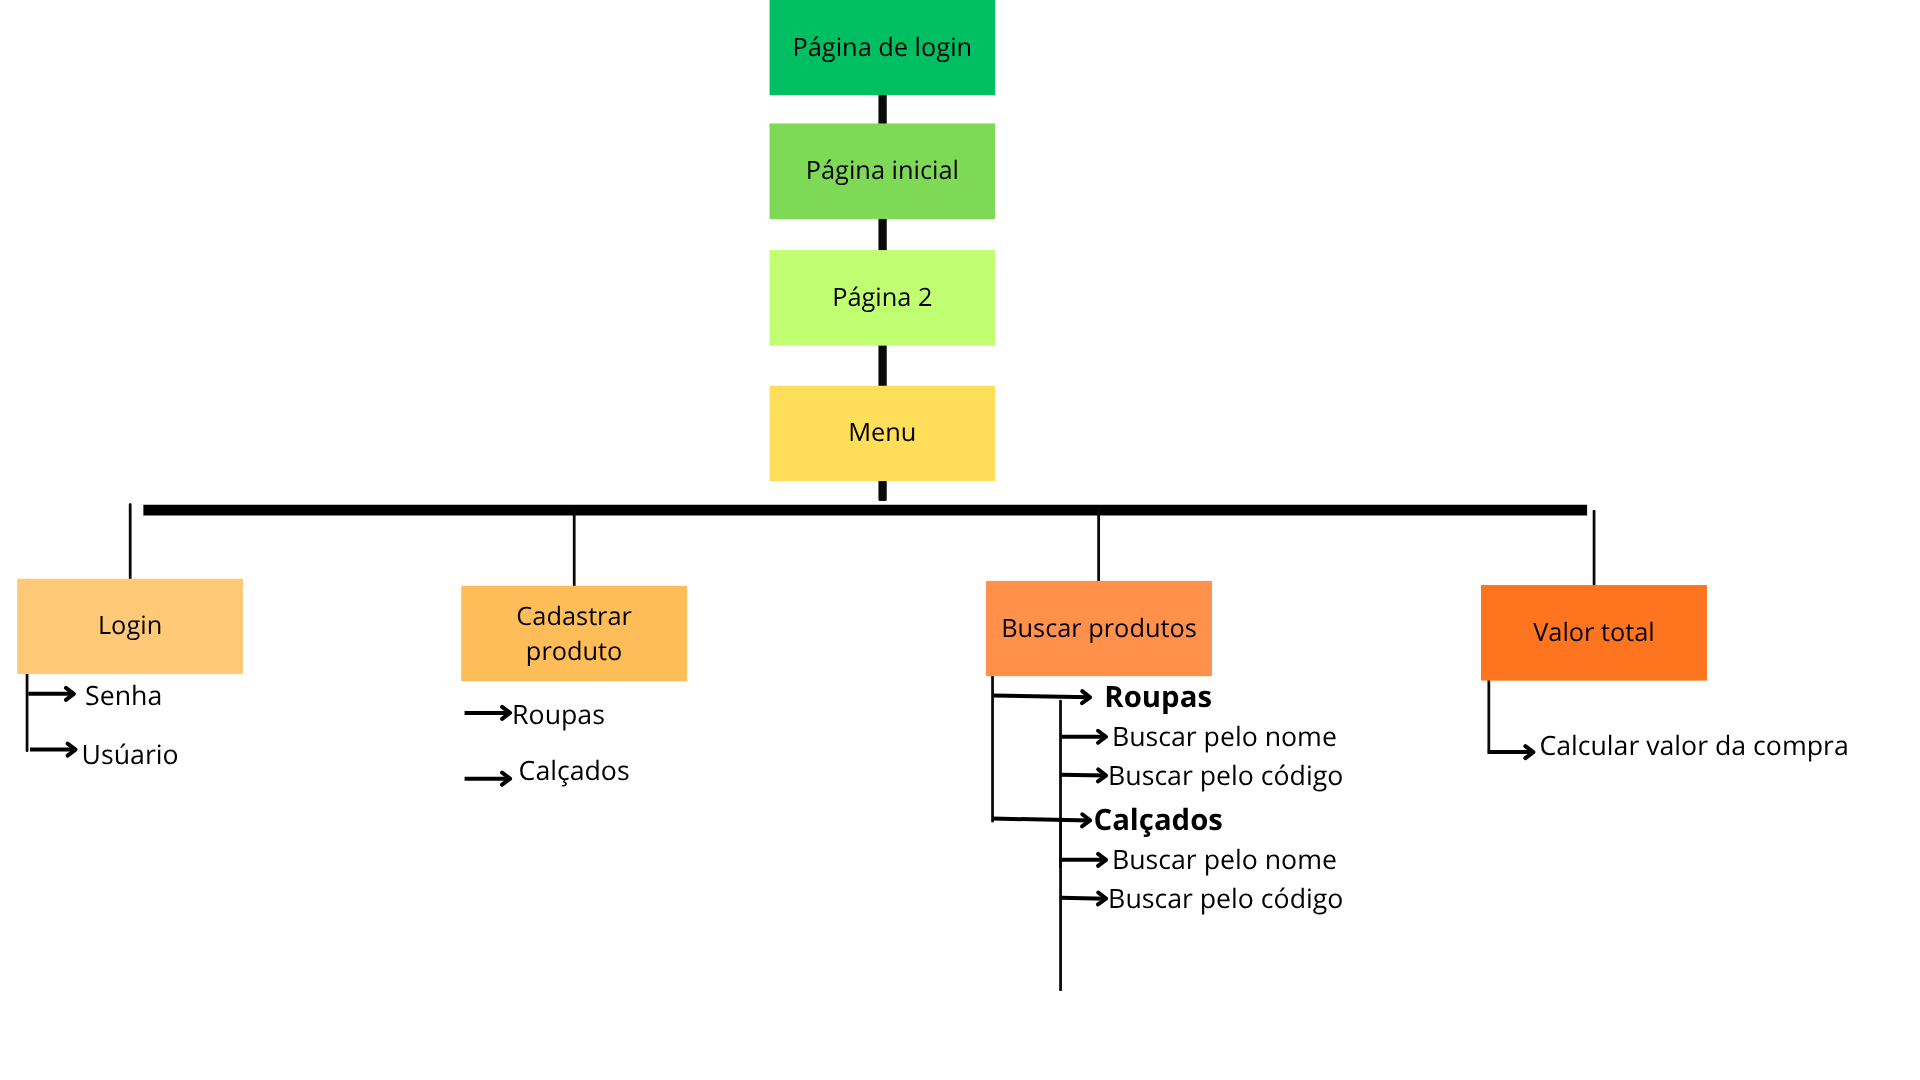 Página de login
Página inicial
Página 2
Menu
Login
Senha
Usúario
Cadastrar
produto
Roupas
Calçados
Buscar produtos
Roupas
Buscar pelo nome
Buscar pelo código
Calçados
Buscar pelo nome
Buscar pelo código
Valor total
Calcular valor da compra